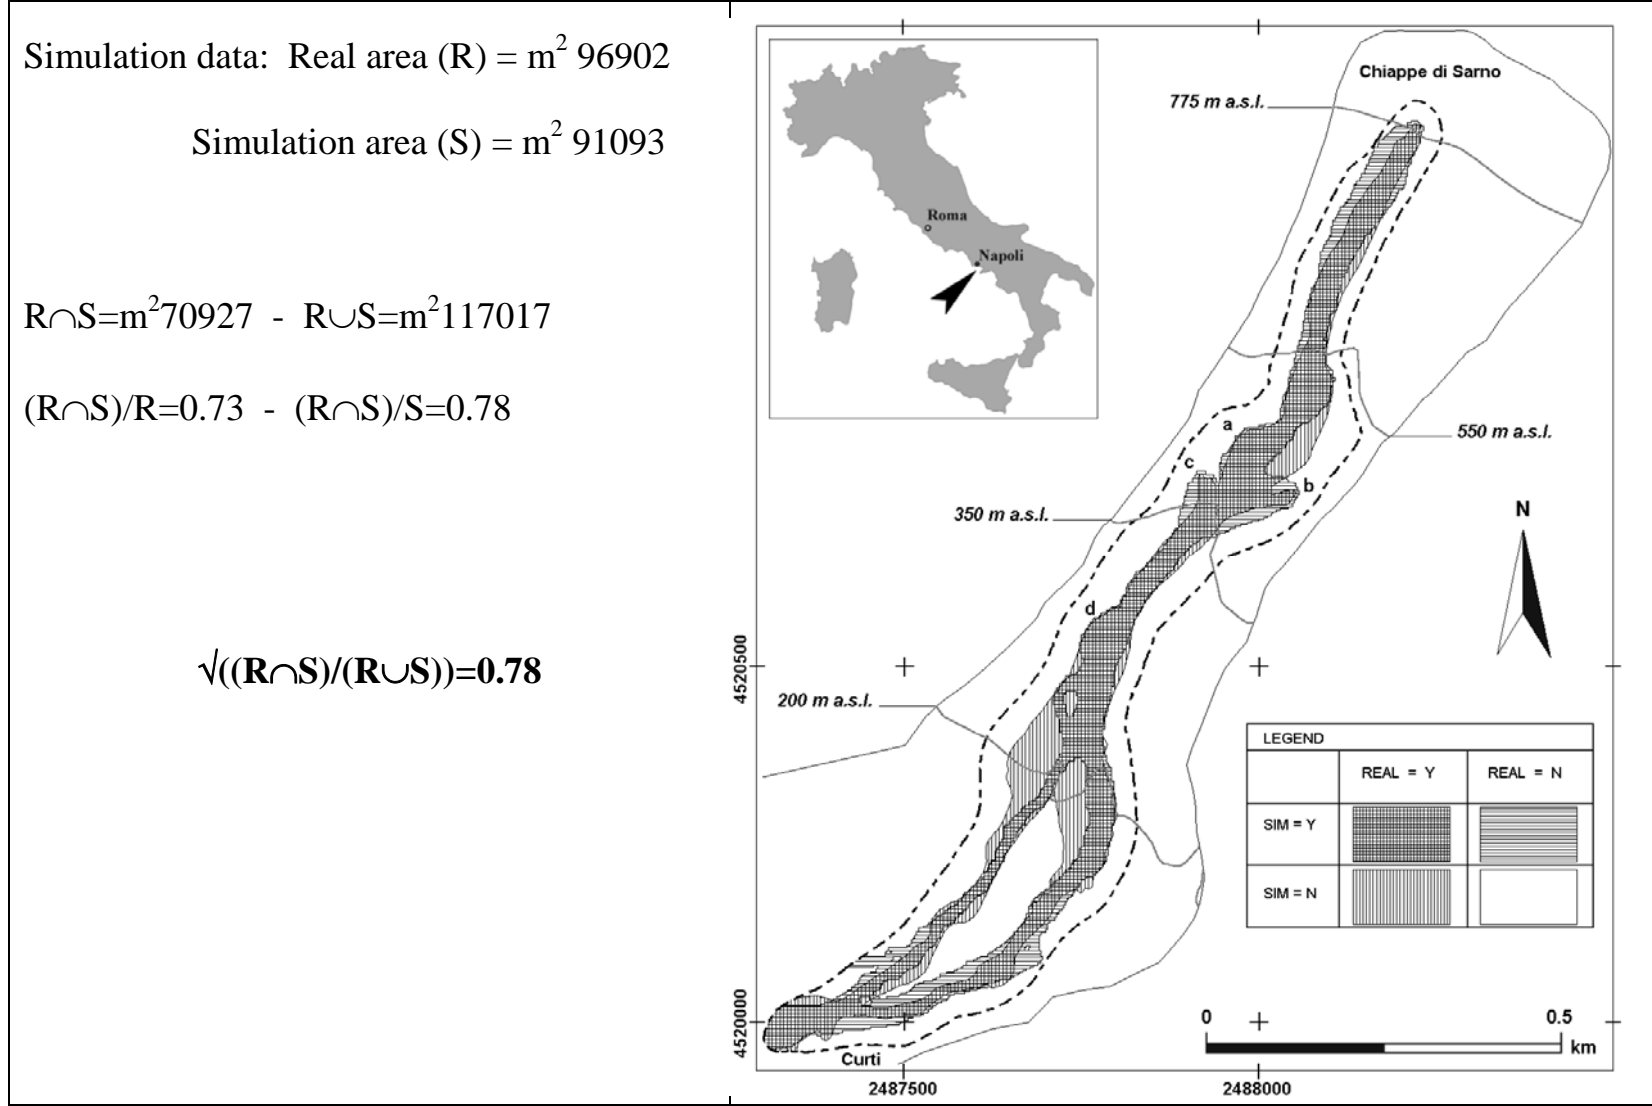 Simulation data: Real area (R) = m² 96902
Simulation area (S) = m² 91093
R∩S=m²70927 - R∪S=m²117017
(R∩S)/R=0.73 - (R∩S)/S=0.78
√((R∩S)/(R∪S))=0.78
Chiappe di Sarno
775 m a.s.l.
Roma
Napoli
a
550 m a.s.l.
c
b
350 m a.s.l.
N
d
4520500
200 m a.s.l.
LEGEND
REAL = Y REAL = N
SIM = Y
SIM = N
4520000
0 0.5
km
Curti
2487500 2488000